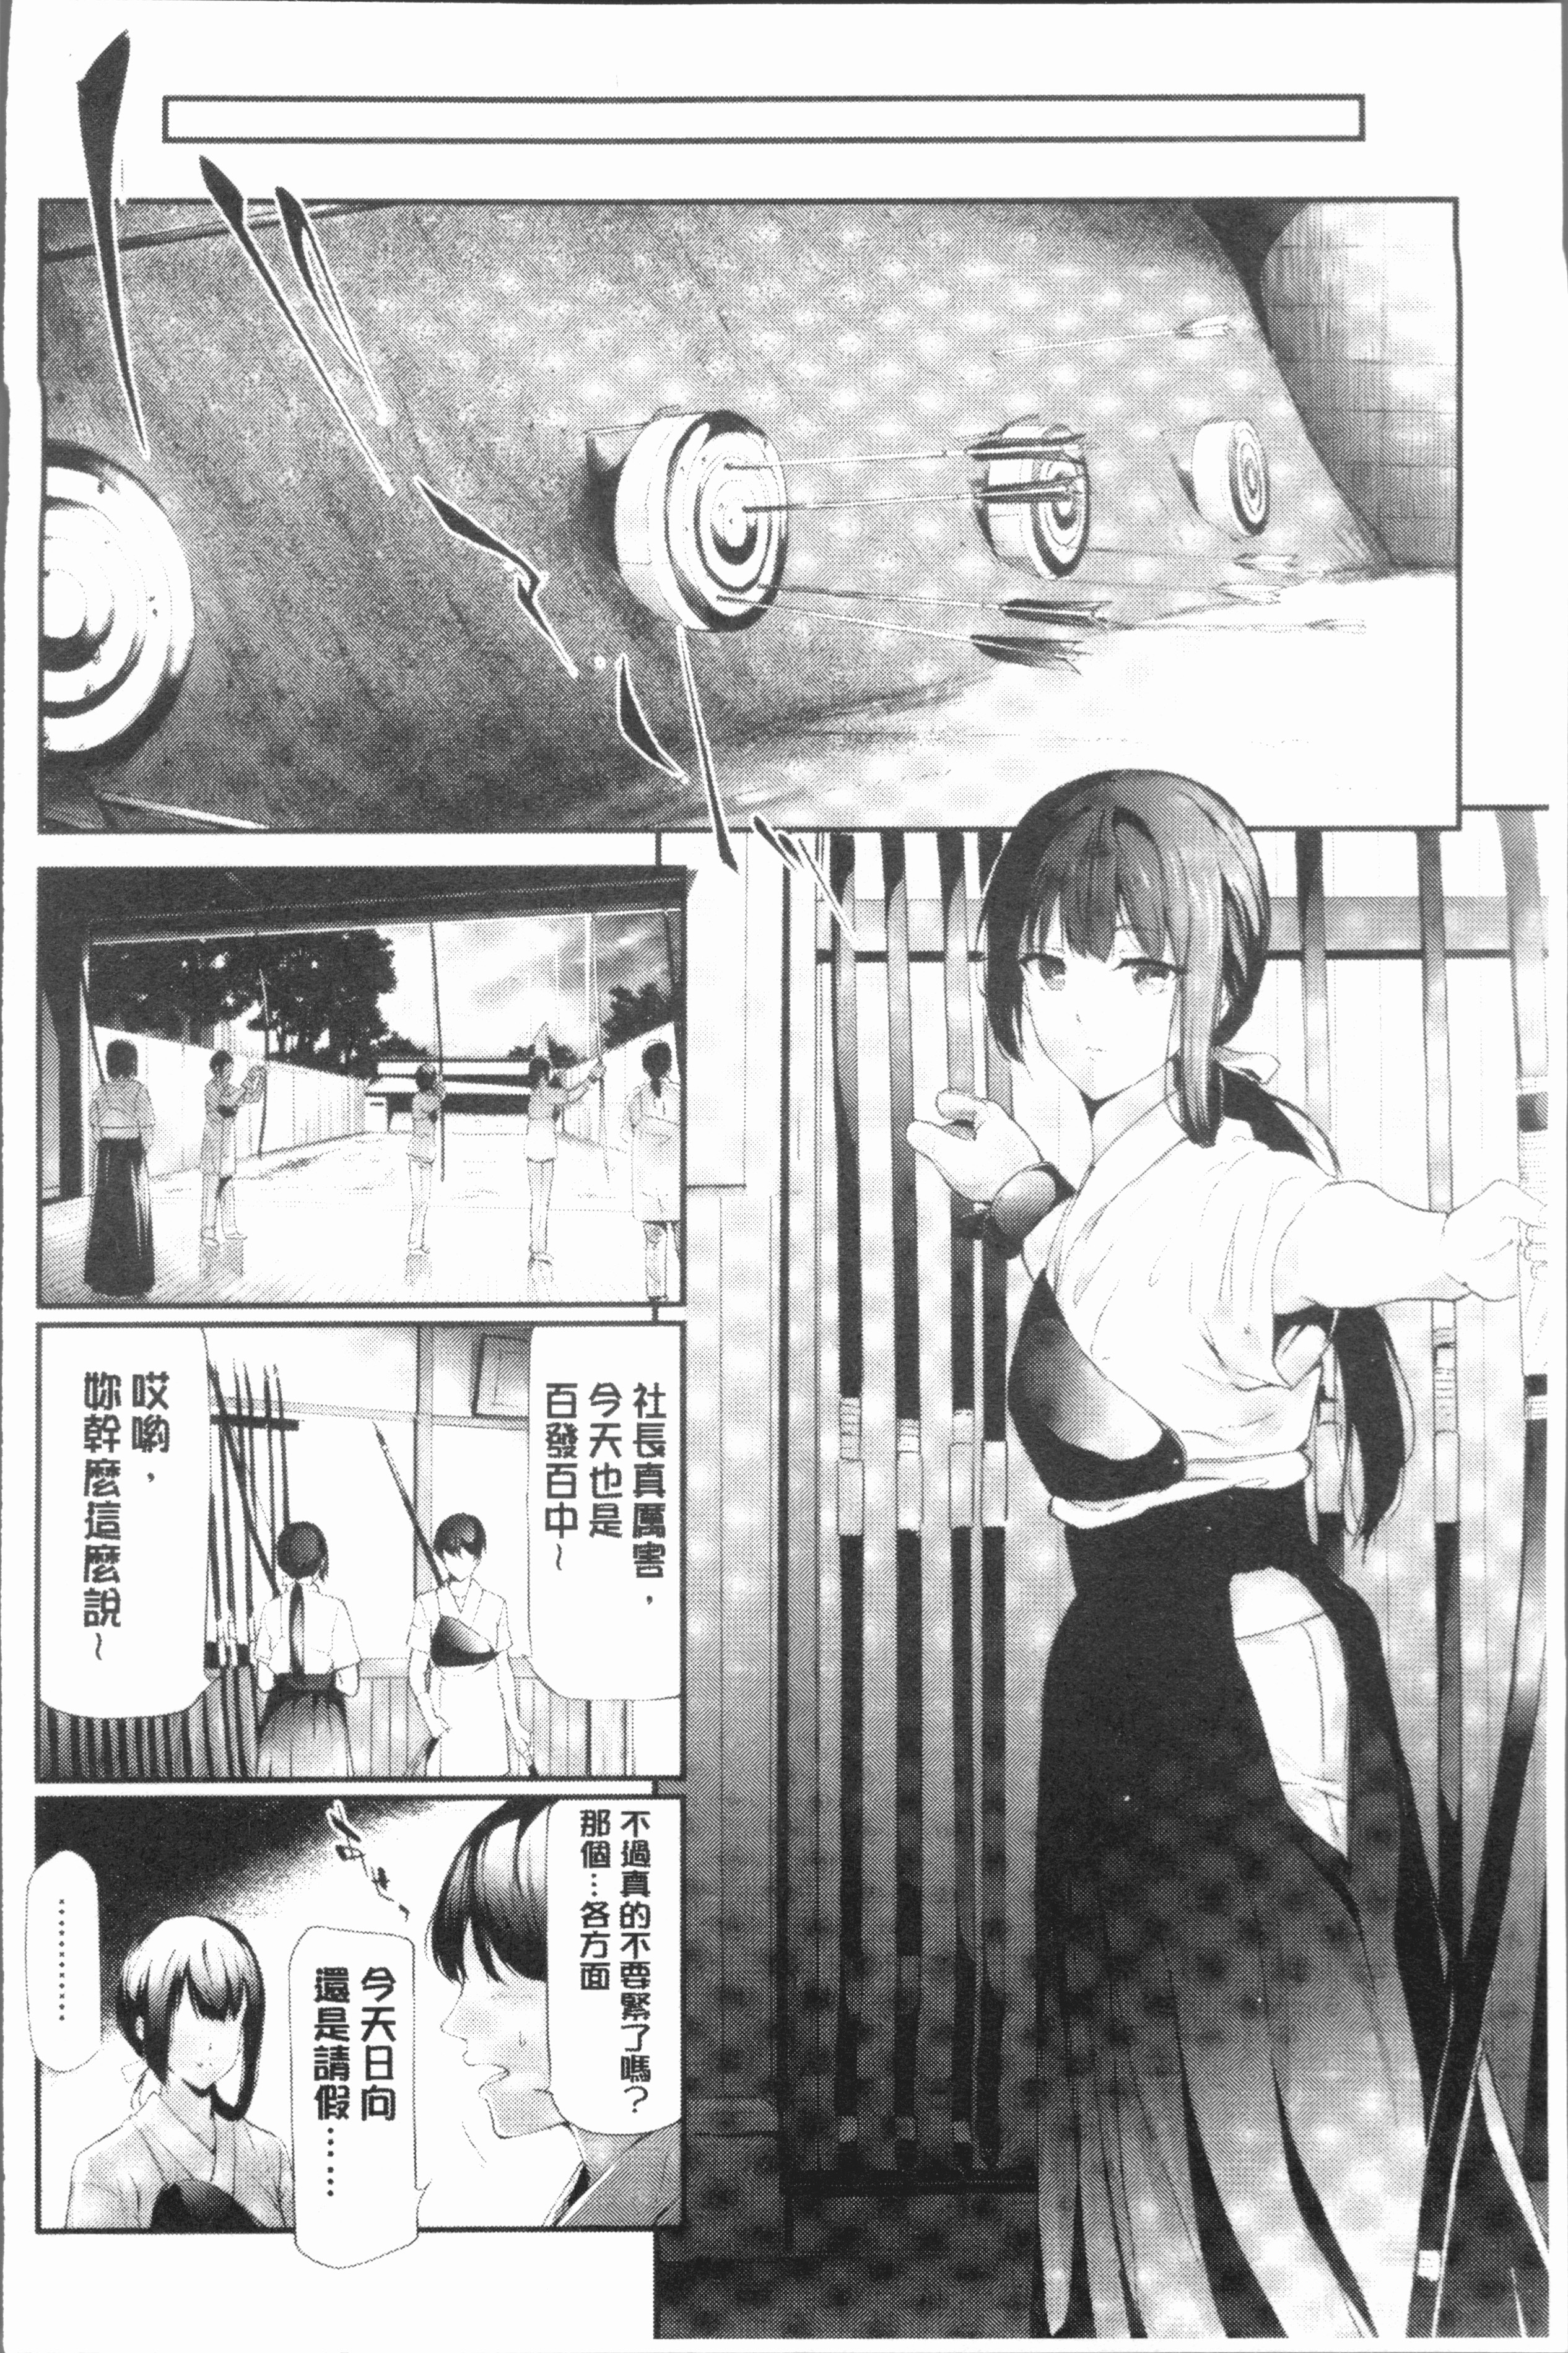 社長真厲害，
今天也是
百發百中~
哎喲，
妳幹麼這麼說~
不過真的不要緊了嗎？
那個…各方面
今天日向
還是請假……
…………